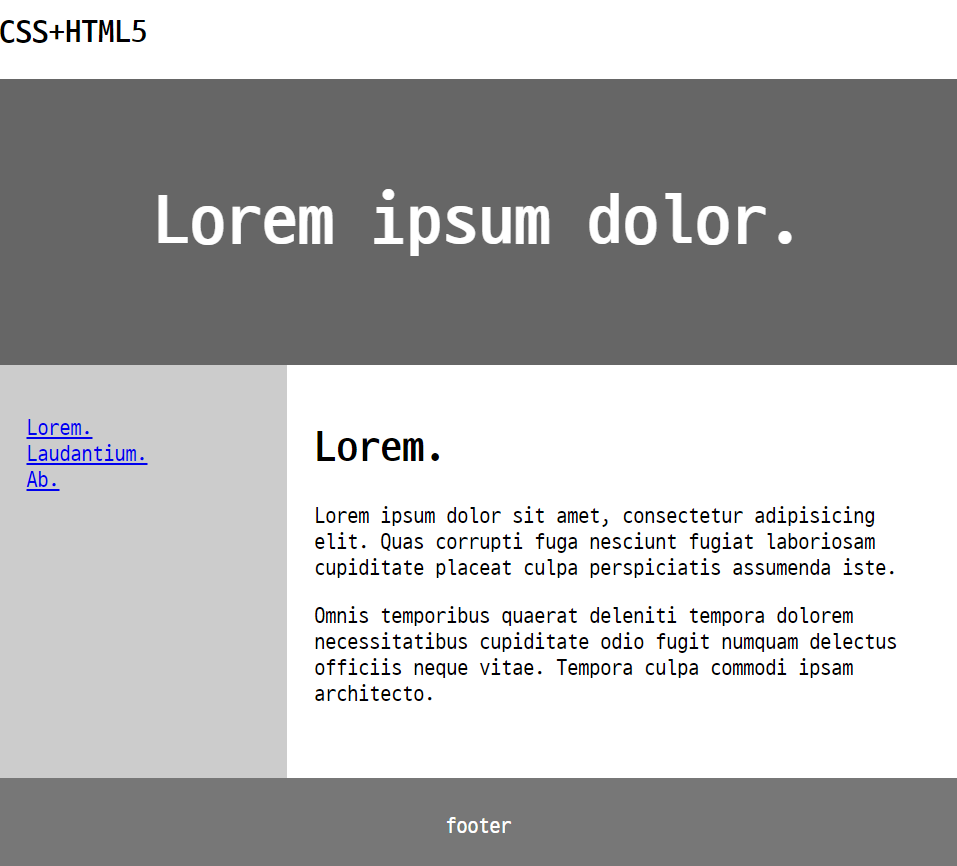 CSS+HTML5
Lorem ipsum dolor.
Lorem.
Laudantium.
Ab.
Lorem.
Lorem ipsum dolor sit amet, consectetur adipisicing
elit. Quas corrupti fuga nesciunt fugiat laboriosam
cupiditate placeat culpa perspiciatis assumenda iste.
Omnis temporibus quaerat deleniti tempora dolorem
necessitatibus cupiditate odio fugit numquam delectus
officiis neque vitae. Tempora culpa commodi ipsam
architecto.
footer